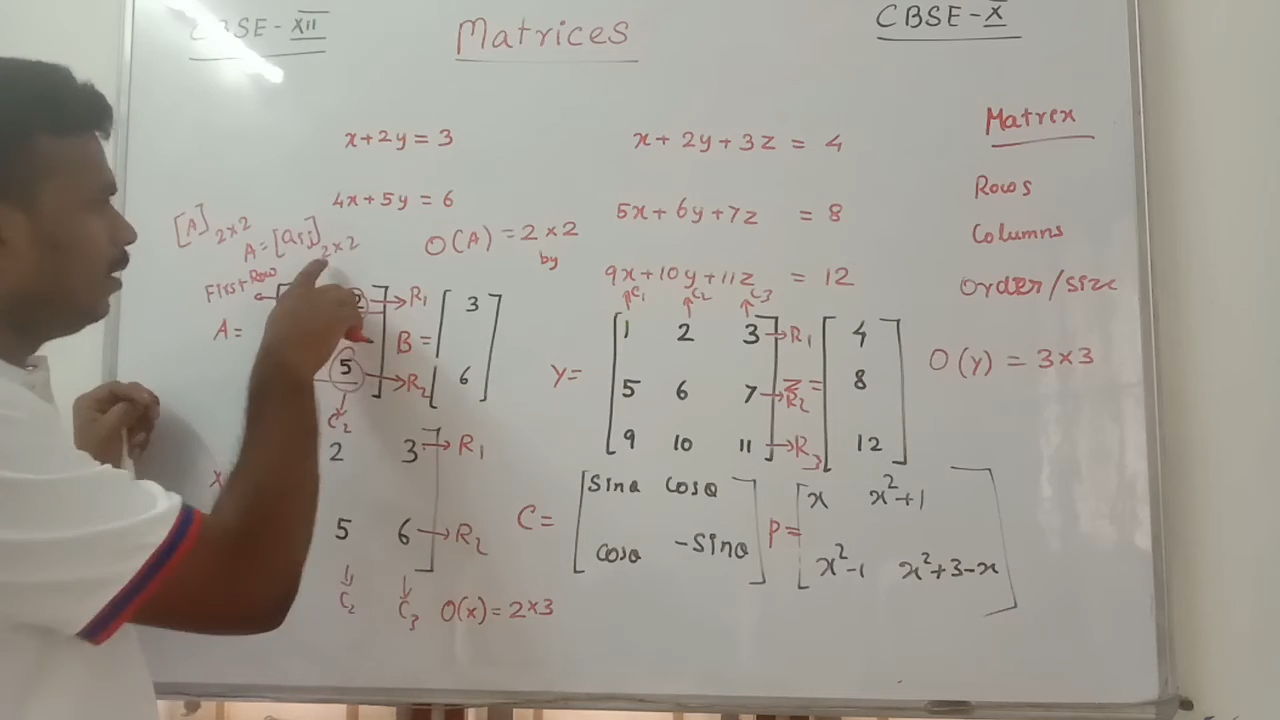 CBSE - XII
Matrices
CBSE - X
x + 2y = 3
4x + 5y = 6
[A]2×2
A = [aij]2×2
O(A) = 2×2
by
First Row
A =
R1
5
R2
C2
B = [3
6]
2 3 R1
5 6 R2
C2 C3
O(x) = 2×3
x + 2y + 3z = 4
5x + 6y + 7z = 8
9x + 10y + 11z = 12
C1 C2 C3
Y = [1 2 3 R1
5 6 7 R2
9 10 11] R3
Z = [4
8
12]
C = [Sinθ Cosθ
Cosθ -Sinθ]
P = [x x²+1
x²-1 x²+3-x]
Matrex
Rows
Columns
Order/size
O(Y) = 3×3